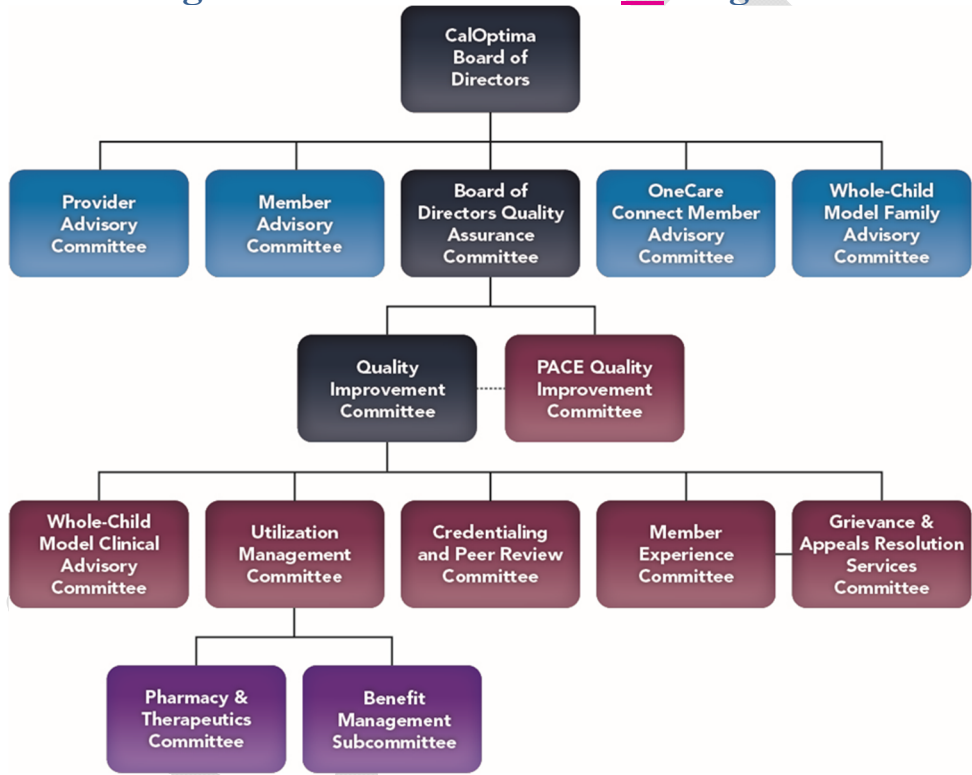 CalOptima
Board of
Directors
Provider
Advisory
Committee
Member
Advisory
Committee
Board of
Directors Quality
Assurance
Committee
OneCare
Connect Member
Advisory
Committee
Whole-Child
Model Family
Advisory
Committee
Quality
Improvement
Committee
PACE Quality
Improvement
Committee
Whole-Child
Model Clinical
Advisory
Committee
Utilization
Management
Committee
Credentialing
and Peer Review
Committee
Member
Experience
Committee
Grievance &
Appeals Resolution
Services
Committee
Pharmacy &
Therapeutics
Committee
Benefit
Management
Subcommittee